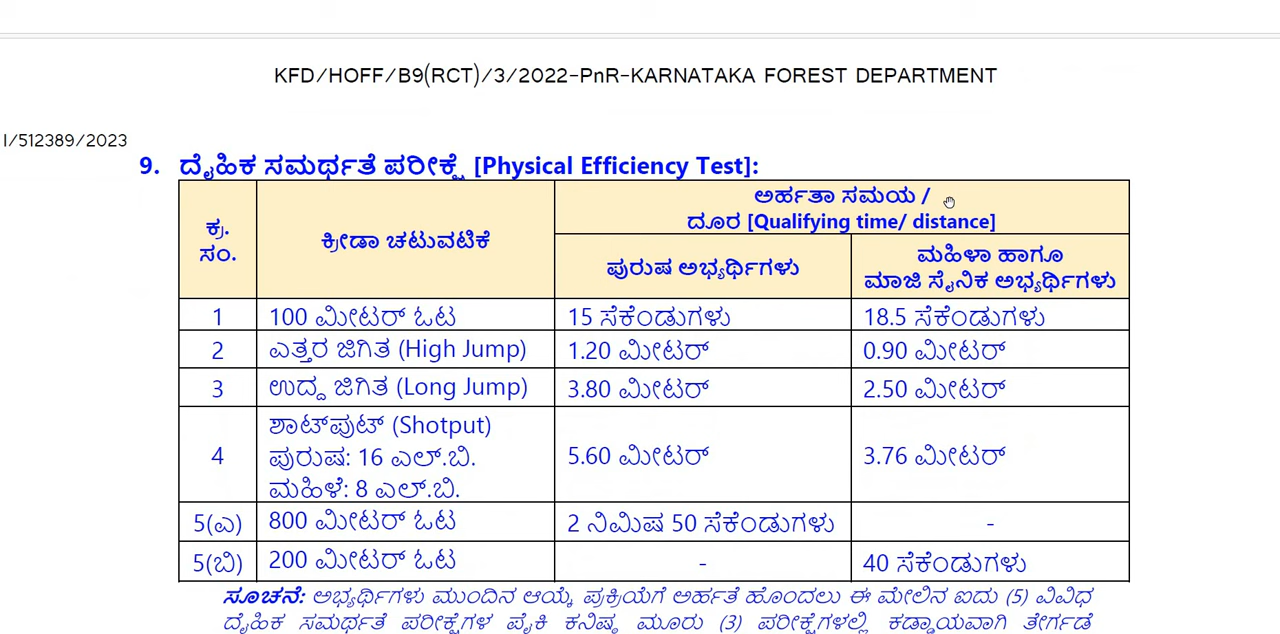 KFD/HOFF/B9(RCT)/3/2022-PnR-KARNATAKA FOREST DEPARTMENT
I/512389/2023
9. ದೈಹಿಕ ಸಮರ್ಥತೆ ಪರೀಕ್ಷೆ [Physical Efficiency Test]:
ಕ್ರ. ಸಂ.
ಕ್ರೀಡಾ ಚಟುವಟಿಕೆ
ಅರ್ಹತಾ ಸಮಯ /
ದೂರ [Qualifying time/ distance]
ಪುರುಷ ಅಭ್ಯರ್ಥಿಗಳು
ಮಹಿಳಾ ಹಾಗೂ
ಮಾಜಿ ಸೈನಿಕ ಅಭ್ಯರ್ಥಿಗಳು
1 100 ಮೀಟರ್ ಓಟ 15 ಸೆಕೆಂಡುಗಳು 18.5 ಸೆಕೆಂಡುಗಳು
2 ಎತ್ತರ ಜಿಗಿತ (High Jump) 1.20 ಮೀಟರ್ 0.90 ಮೀಟರ್
3 ಉದ್ದ ಜಿಗಿತ (Long Jump) 3.80 ಮೀಟರ್ 2.50 ಮೀಟರ್
ಶಾಟ್‌ಪುಟ್ (Shotput)
4 ಪುರುಷ: 16 ಎಲ್.ಬಿ. 5.60 ಮೀಟರ್ 3.76 ಮೀಟರ್
ಮಹಿಳೆ: 8 ಎಲ್.ಬಿ.
5(ಎ) 800 ಮೀಟರ್ ಓಟ 2 ನಿಮಿಷ 50 ಸೆಕೆಂಡುಗಳು -
5(ಬಿ) 200 ಮೀಟರ್ ಓಟ - 40 ಸೆಕೆಂಡುಗಳು
ಸೂಚನೆ: ಅಭ್ಯರ್ಥಿಗಳು ಮುಂದಿನ ಆಯ್ಕೆ ಪ್ರಕ್ರಿಯೆಗೆ ಅರ್ಹತೆ ಹೊಂದಲು ಈ ಮೇಲಿನ ಐದು (5) ವಿವಿಧ
ದೈಹಿಕ ಸಮರ್ಥತೆ ಪರೀಕ್ಷೆಗಳ ಪೈಕಿ ಕನಿಷ್ಠ ಮೂರು (3) ಪರೀಕ್ಷೆಗಳಲ್ಲಿ ಕಡ್ಡಾಯವಾಗಿ ತೇರ್ಗಡೆ